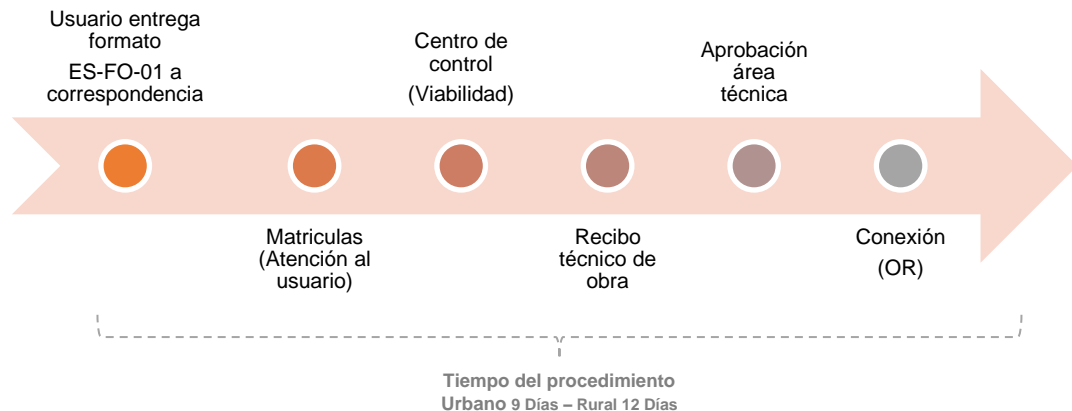 Usuario entrega
formato
ES-FO-01 a
correspondencia
Matriculas
(Atención al
usuario)
Centro de
control
(Viabilidad)
Recibo
técnico de
obra
Aprobación
área
técnica
Conexión
(OR)
Tiempo del procedimiento
Urbano 9 Días – Rural 12 Días